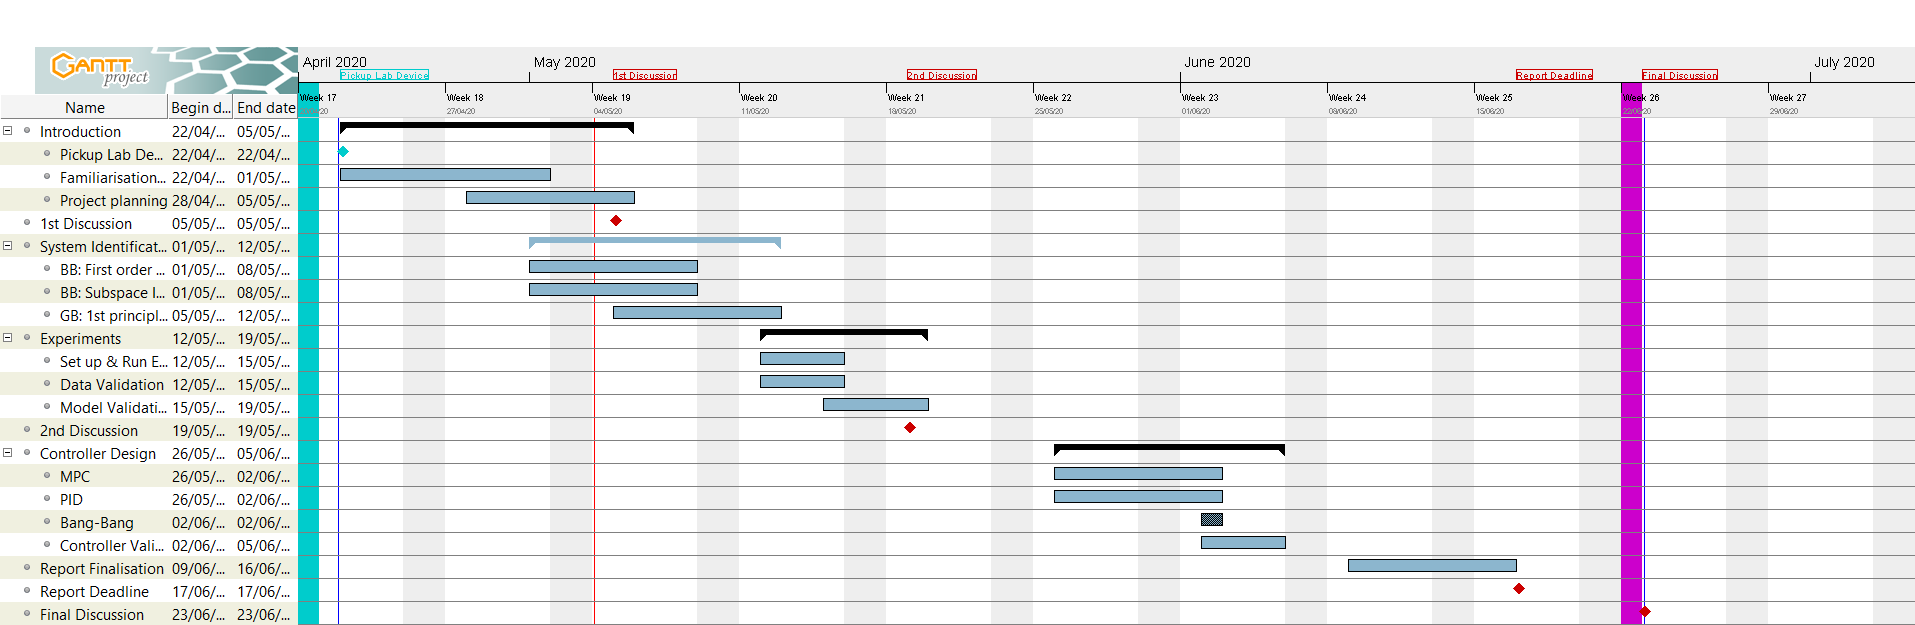 GANTT
project
April 2020
May 2020
June 2020
July 2020
Pickup Lab Device
1st Discussion
2nd Discussion
Report Deadline
Final Discussion
Week 17
Week 18
Week 19
Week 20
Week 21
Week 22
Week 23
Week 24
Week 25
Week 26
Week 27
27/04/20
04/05/20
11/05/20
18/05/20
25/05/20
01/06/20
15/06/20
29/06/20
Name Begin d... End date
Introduction 22/04/... 05/05/...
Pickup Lab De... 22/04/... 22/04/...
Familiarisation... 22/04/... 01/05/...
Project planning 28/04/... 05/05/...
1st Discussion 05/05/... 05/05/...
System Identificat... 01/05/... 12/05/...
BB: First order ... 01/05/... 08/05/...
BB: Subspace I... 01/05/... 08/05/...
GB: 1st principl... 05/05/... 12/05/...
Experiments 12/05/... 19/05/...
Set up & Run E... 12/05/... 15/05/...
Data Validation 12/05/... 15/05/...
Model Validati... 15/05/... 19/05/...
2nd Discussion 19/05/... 19/05/...
Controller Design 26/05/... 05/06/...
MPC 26/05/... 02/06/...
PID 26/05/... 02/06/...
Bang-Bang 02/06/... 02/06/...
Controller Vali... 02/06/... 05/06/...
Report Finalisation 09/06/... 16/06/...
Report Deadline 17/06/... 17/06/...
Final Discussion 23/06/... 23/06/...